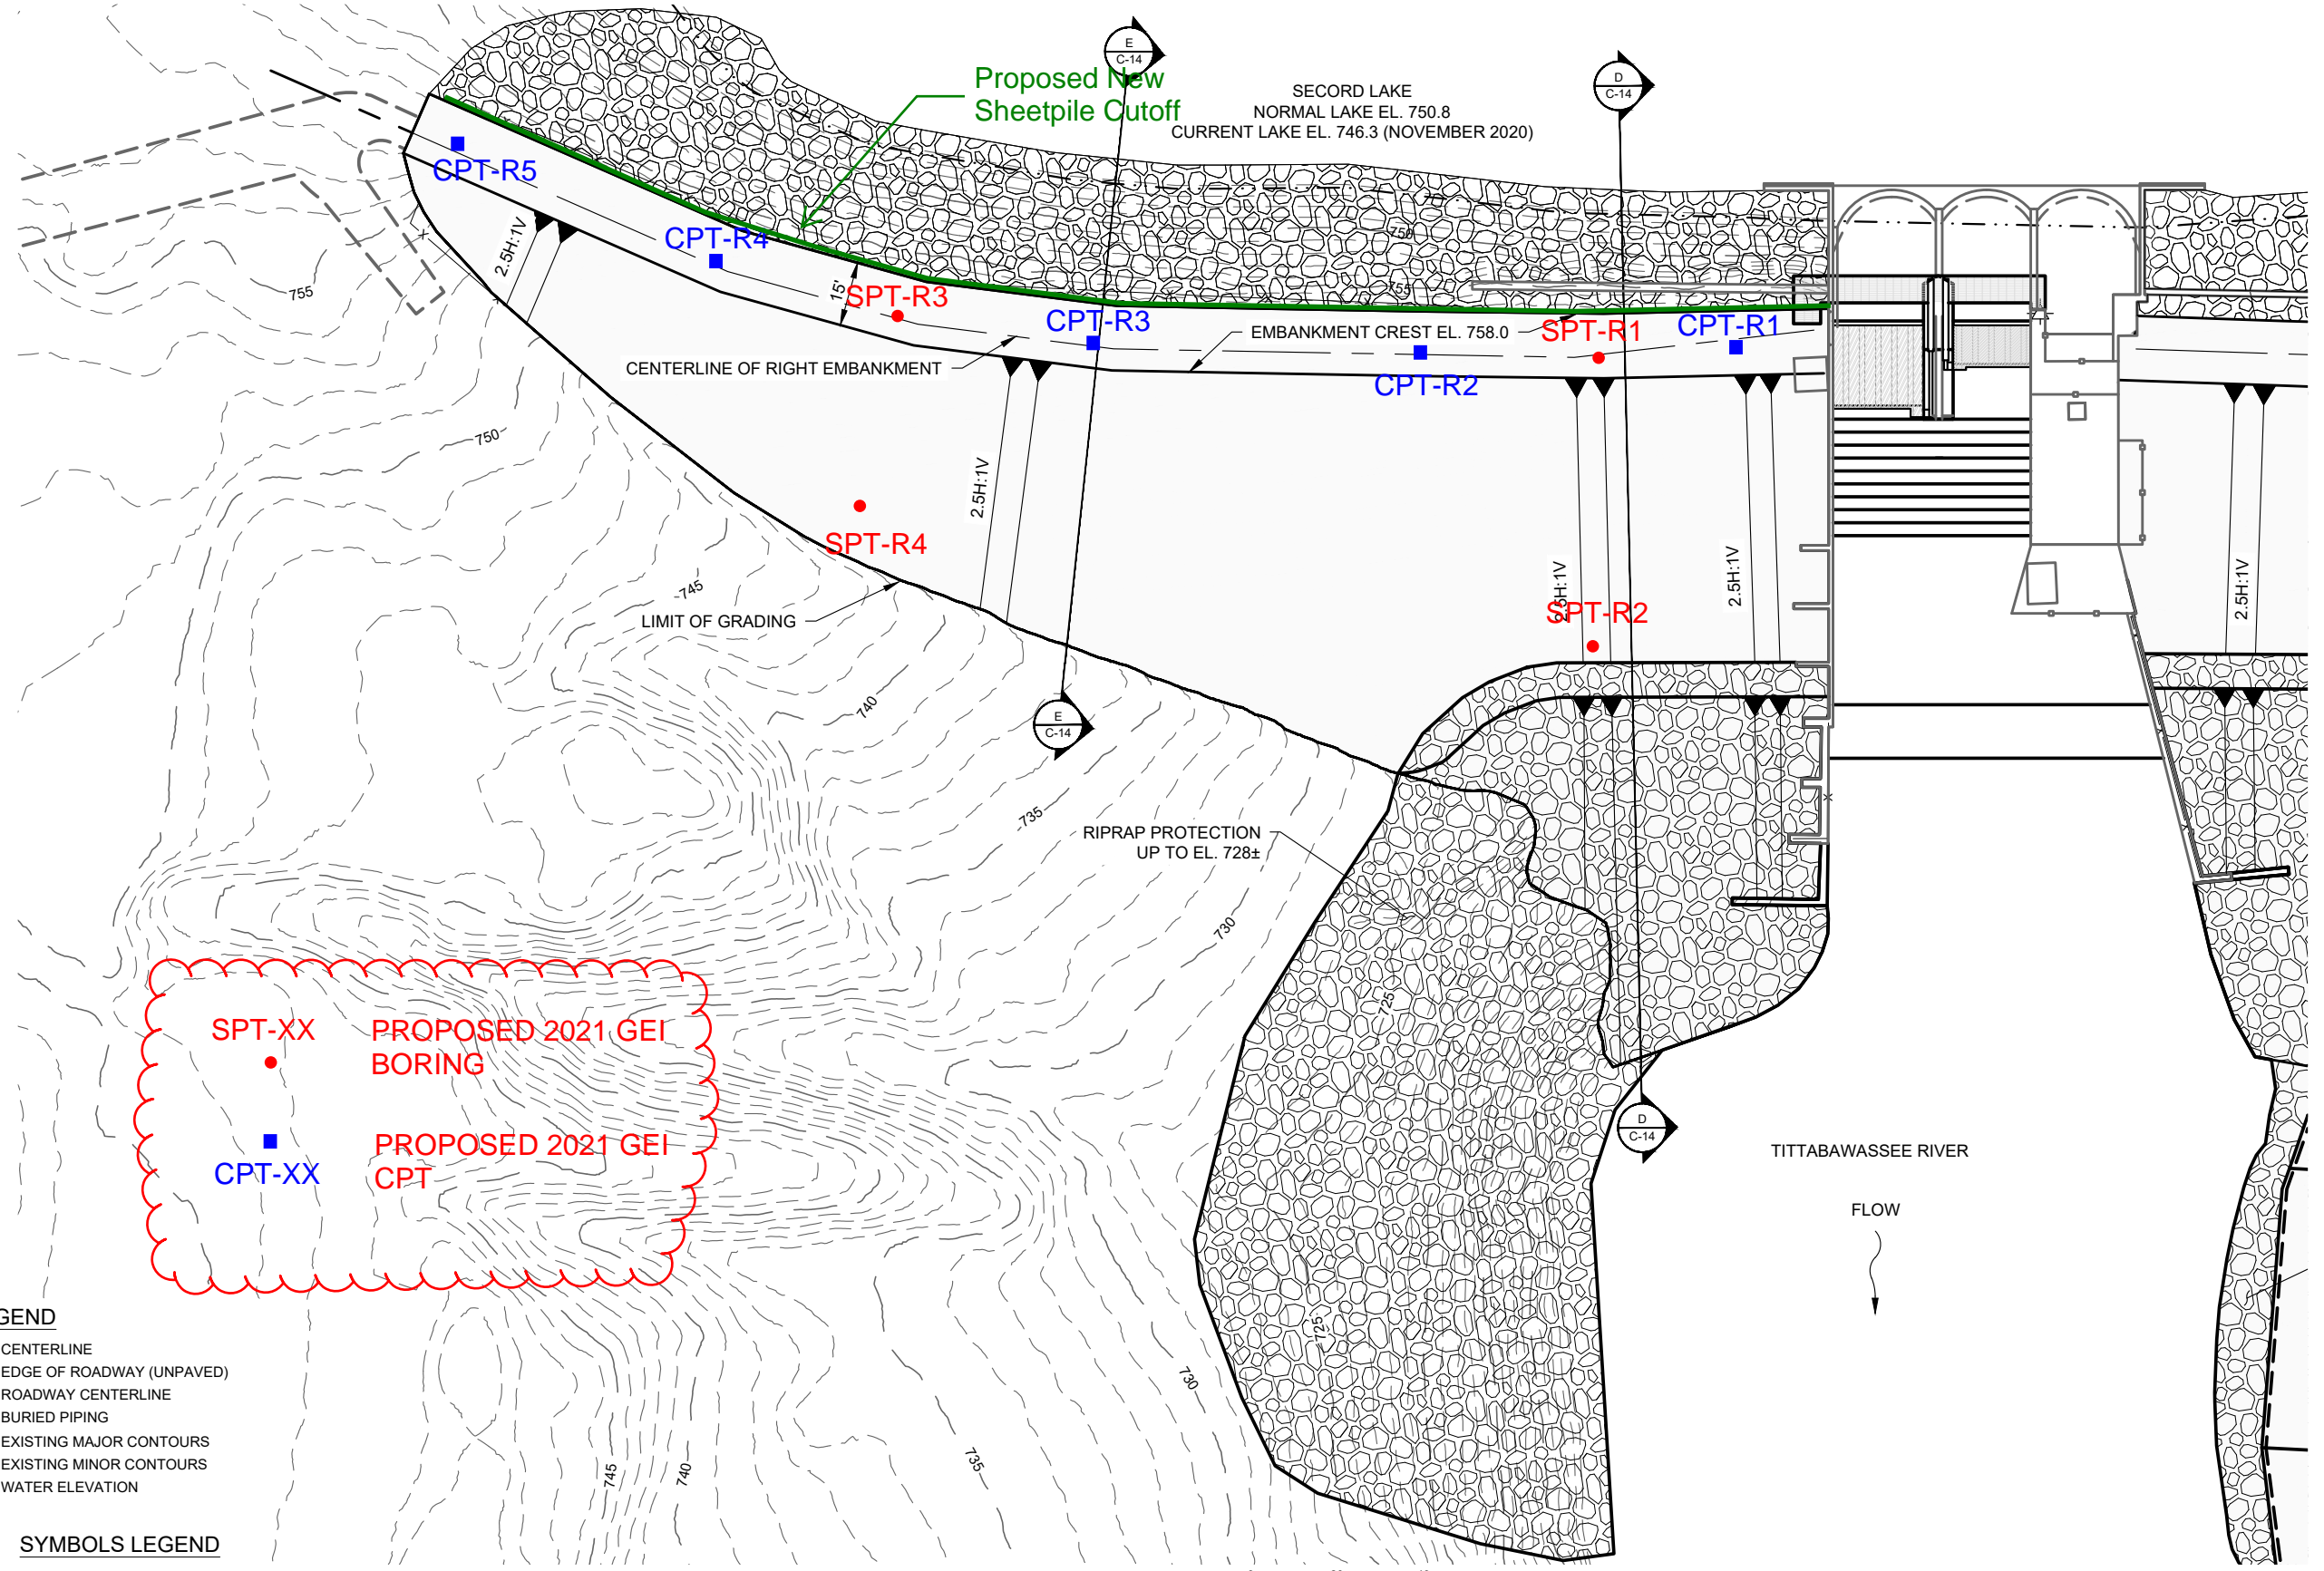 E
C-14
D
C-14
Proposed New
Sheetpile Cutoff
SECORD LAKE
NORMAL LAKE EL. 750.8
CURRENT LAKE EL. 746.3 (NOVEMBER 2020)
CPT-R5
2.5H:1V
CPT-R4
15'
SPT-R3
CPT-R3
750
755
EMBANKMENT CREST EL. 758.0
SPT-R1
CPT-R1
CENTERLINE OF RIGHT EMBANKMENT
CPT-R2
755
750
2.5H:1V
SPT-R4
745
LIMIT OF GRADING
2.5H:1V
SPT-R2
2.5H:1V
2.5H:1V
740
E
C-14
735
RIPRAP PROTECTION
UP TO EL. 728±
730
725
SPT-XX
PROPOSED 2021 GEI
BORING
CPT-XX
PROPOSED 2021 GEI
CPT
D
C-14
TITTABAWASSEE RIVER
FLOW
725
730
735
745
740
GEND
CENTERLINE
EDGE OF ROADWAY (UNPAVED)
ROADWAY CENTERLINE
BURIED PIPING
EXISTING MAJOR CONTOURS
EXISTING MINOR CONTOURS
WATER ELEVATION
SYMBOLS LEGEND